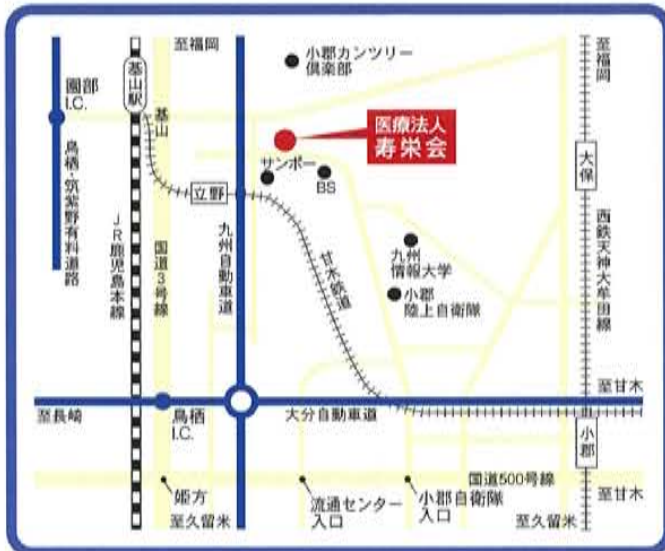 至福岡
小郡カンツリー
倶楽部
至福岡
園部
I.C.
基山駅
基山
医療法人
寿栄会
サンポー
BS
立野
大保
鳥栖・筑紫野有料道路
JR鹿児島本線
国道3号線
九州自動車道
甘木鉄道
九州
情報大学
小郡
陸上自衛隊
西鉄天神大牟田線
至長崎
鳥栖
I.C.
大分自動車道
至甘木
小郡
国道500号線
姫方
至久留米
流通センター
入口
小郡自衛隊
入口
至久留米
至甘木